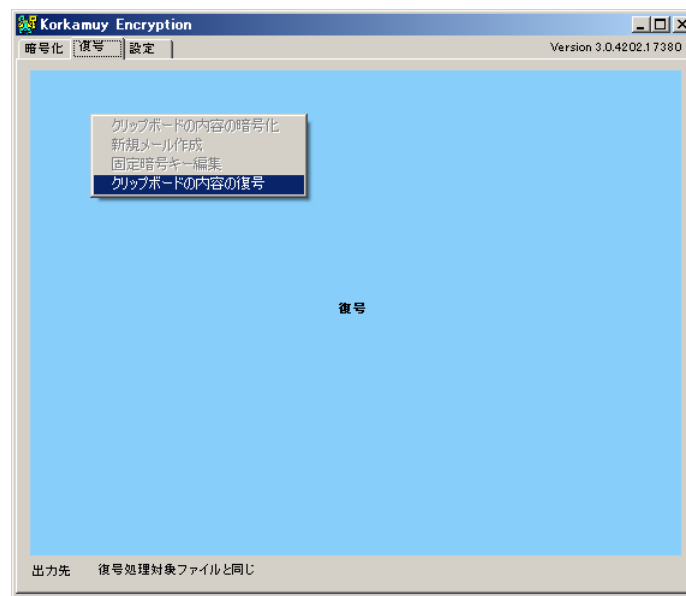 Korkamuy Encryption
暗号化 復号 設定 Version 3.0.4202.17380
クリップボードの内容の暗号化
新規メール作成
固定暗号キー編集
クリップボードの内容の復号
復号
出力先 復号処理対象ファイルと同じ